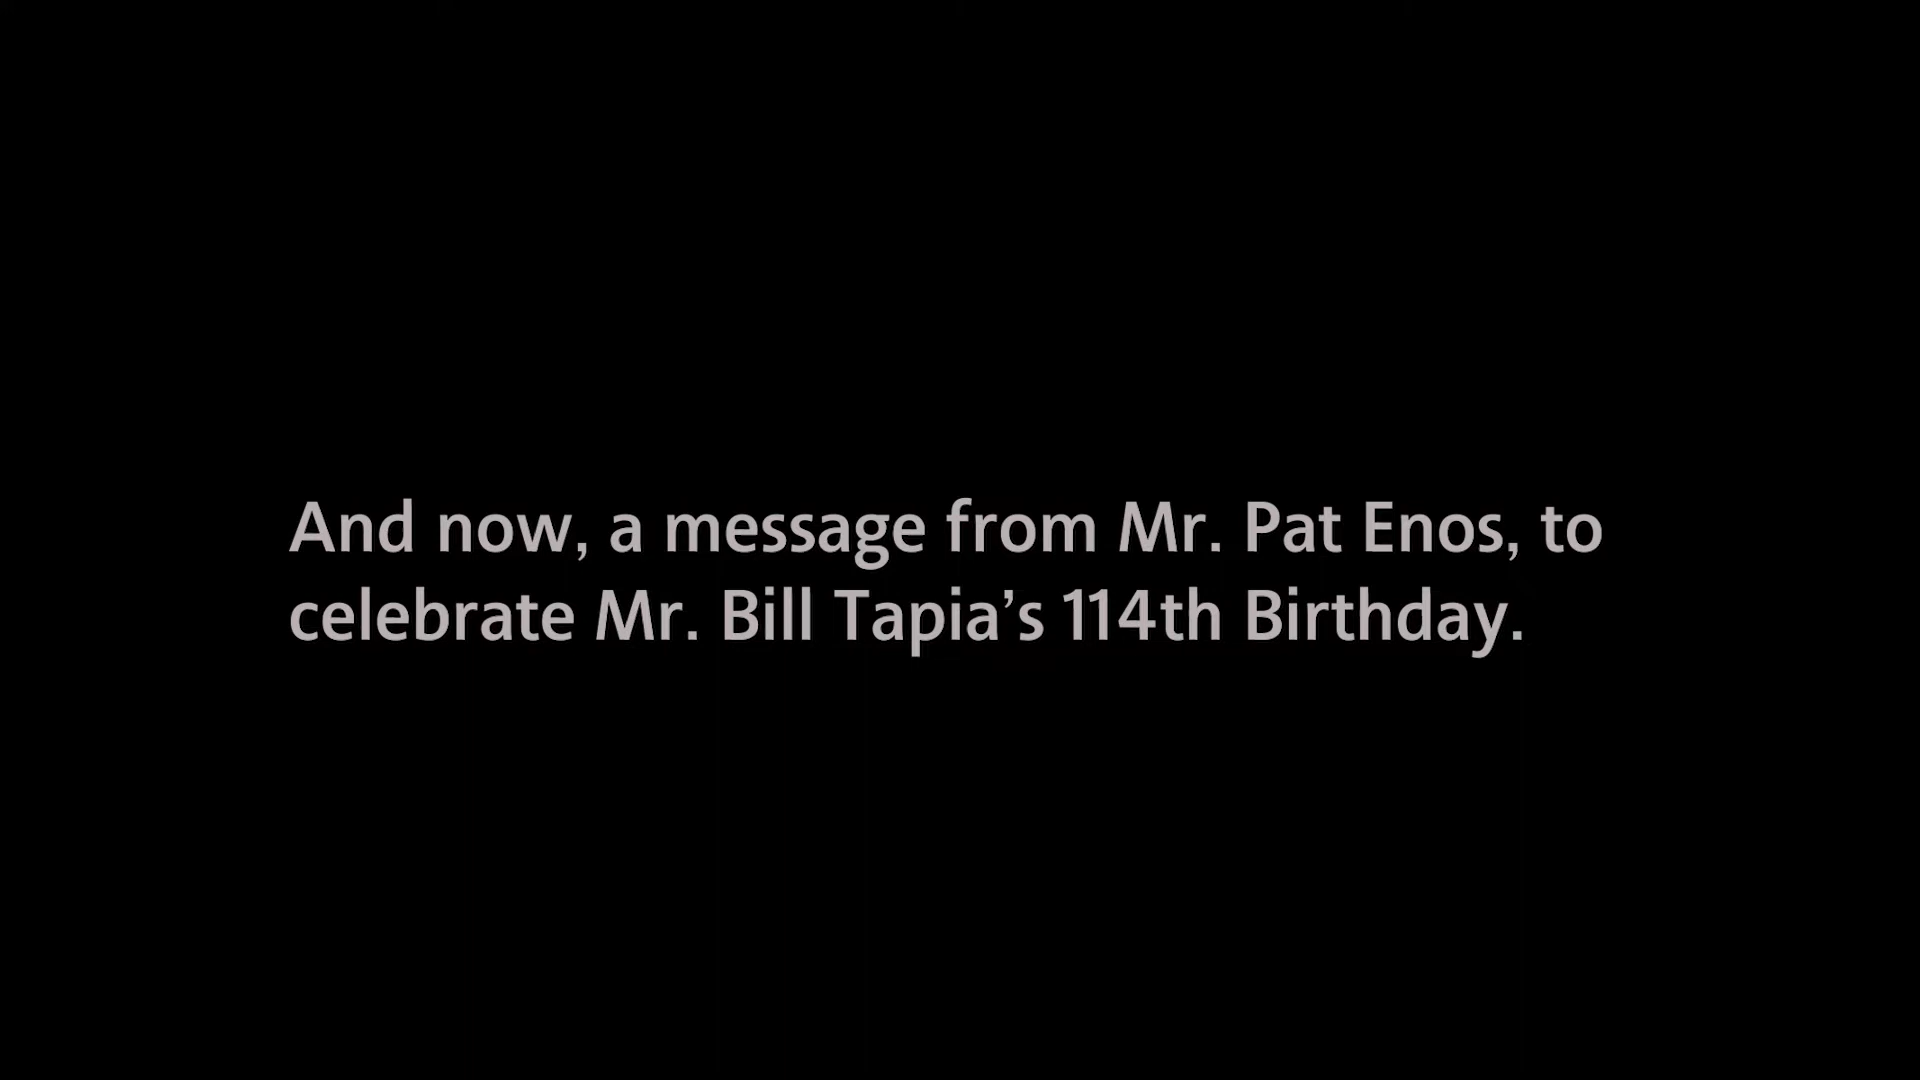 And now, a message from Mr. Pat Enos, to
celebrate Mr. Bill Tapia’s 114th Birthday.